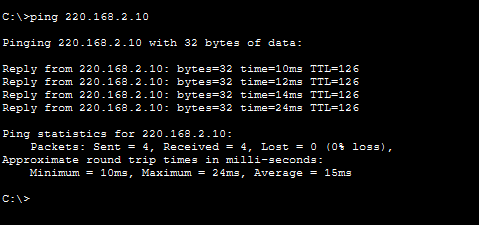 C:\>ping 220.168.2.10
Pinging 220.168.2.10 with 32 bytes of data:
Reply from 220.168.2.10: bytes=32 time=10ms TTL=126
Reply from 220.168.2.10: bytes=32 time=12ms TTL=126
Reply from 220.168.2.10: bytes=32 time=14ms TTL=126
Reply from 220.168.2.10: bytes=32 time=24ms TTL=126
Ping statistics for 220.168.2.10:
    Packets: Sent = 4, Received = 4, Lost = 0 (0% loss),
Approximate round trip times in milli-seconds:
    Minimum = 10ms, Maximum = 24ms, Average = 15ms
C:\>